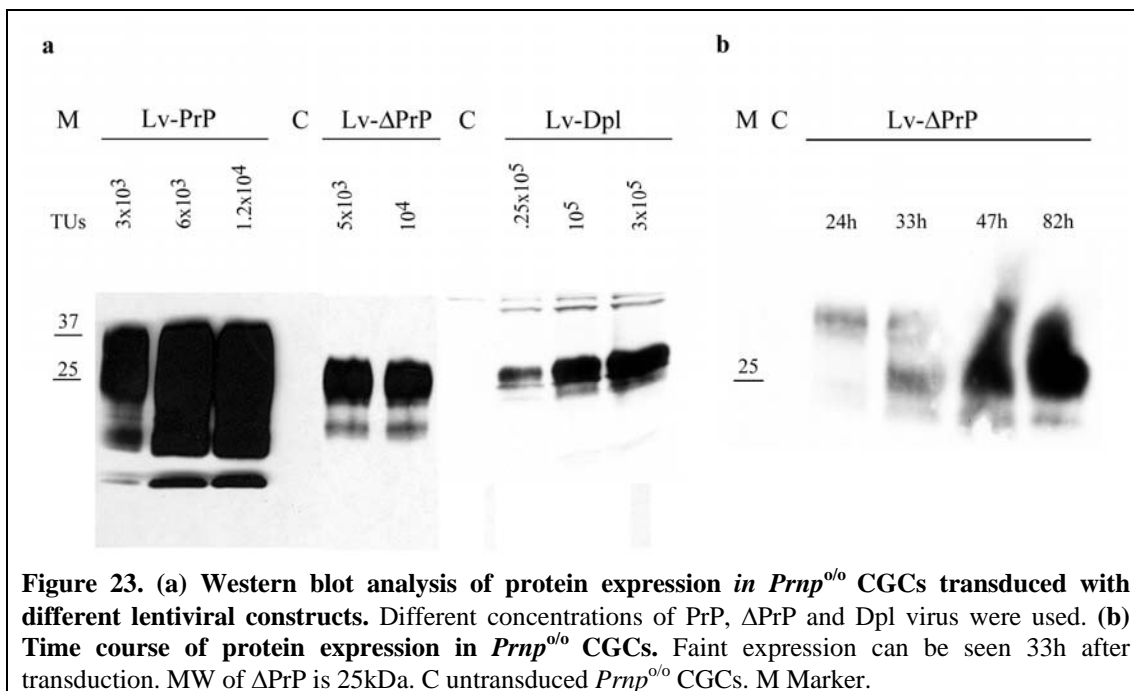 a
b
M Lv-PrP C Lv-ΔPrP C Lv-Dpl
M C Lv-ΔPrP
TUs 3x10³ 6x10³ 1.2x10⁴ 5x10³ 10⁴ .25x10⁵ 10⁵ 3x10⁵
24h 33h 47h 82h
37
25
25
Figure 23. (a) Western blot analysis of protein expression in Prnp^o/o CGCs transduced with
different lentiviral constructs. Different concentrations of PrP, ΔPrP and Dpl virus were used. (b)
Time course of protein expression in Prnp^o/o CGCs. Faint expression can be seen 33h after
transduction. MW of ΔPrP is 25kDa. C untransduced Prnp^o/o CGCs. M Marker.